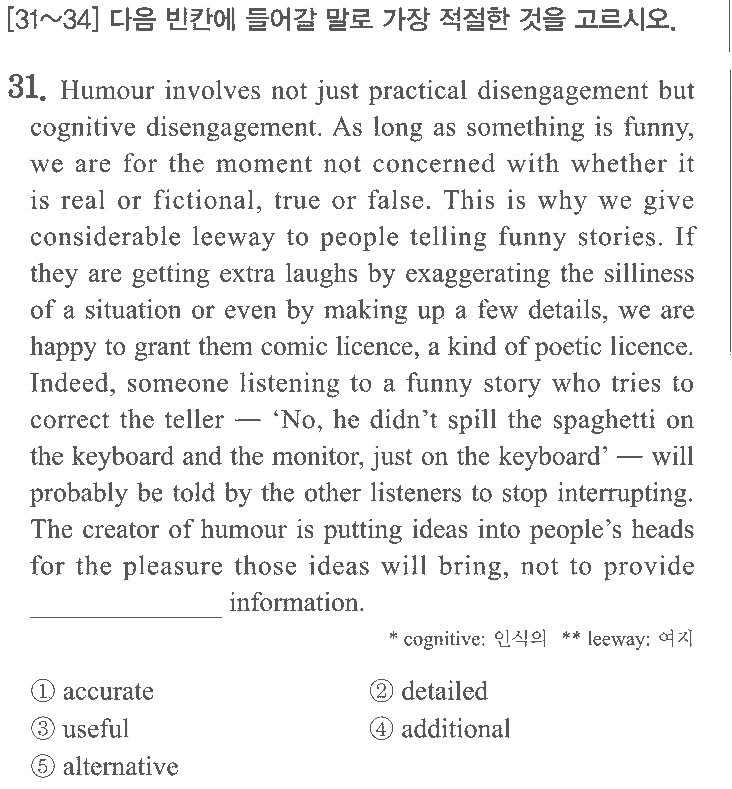 [31～34] 다음 빈칸에 들어갈 말로 가장 적절한 것을 고르시오.
31. Humour involves not just practical disengagement but
cognitive disengagement. As long as something is funny,
we are for the moment not concerned with whether it
is real or fictional, true or false. This is why we give
considerable leeway to people telling funny stories. If
they are getting extra laughs by exaggerating the silliness
of a situation or even by making up a few details, we are
happy to grant them comic licence, a kind of poetic licence.
Indeed, someone listening to a funny story who tries to
correct the teller — ‘No, he didn’t spill the spaghetti on
the keyboard and the monitor, just on the keyboard’ — will
probably be told by the other listeners to stop interrupting.
The creator of humour is putting ideas into people’s heads
for the pleasure those ideas will bring, not to provide
____________ information.
* cognitive: 인식의 ** leeway: 여지
① accurate ② detailed
③ useful ④ additional
⑤ alternative